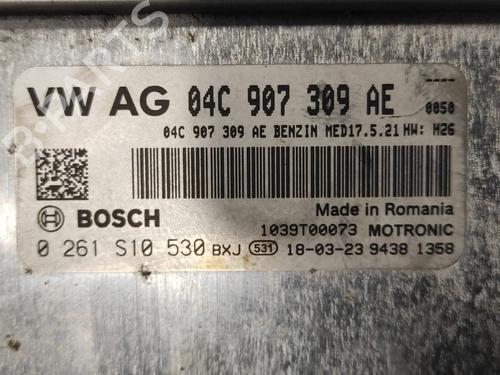 VW AG 04C 907 309 AE
----
0050
04C 907 309 AE BENZIN MED17.5.21 HW: H26
BOSCH
Made in Romania
1039T00073 MOTRONIC
0 261 S10 530 BXJ 531 18-03-23 9438 1358
B-PARTS